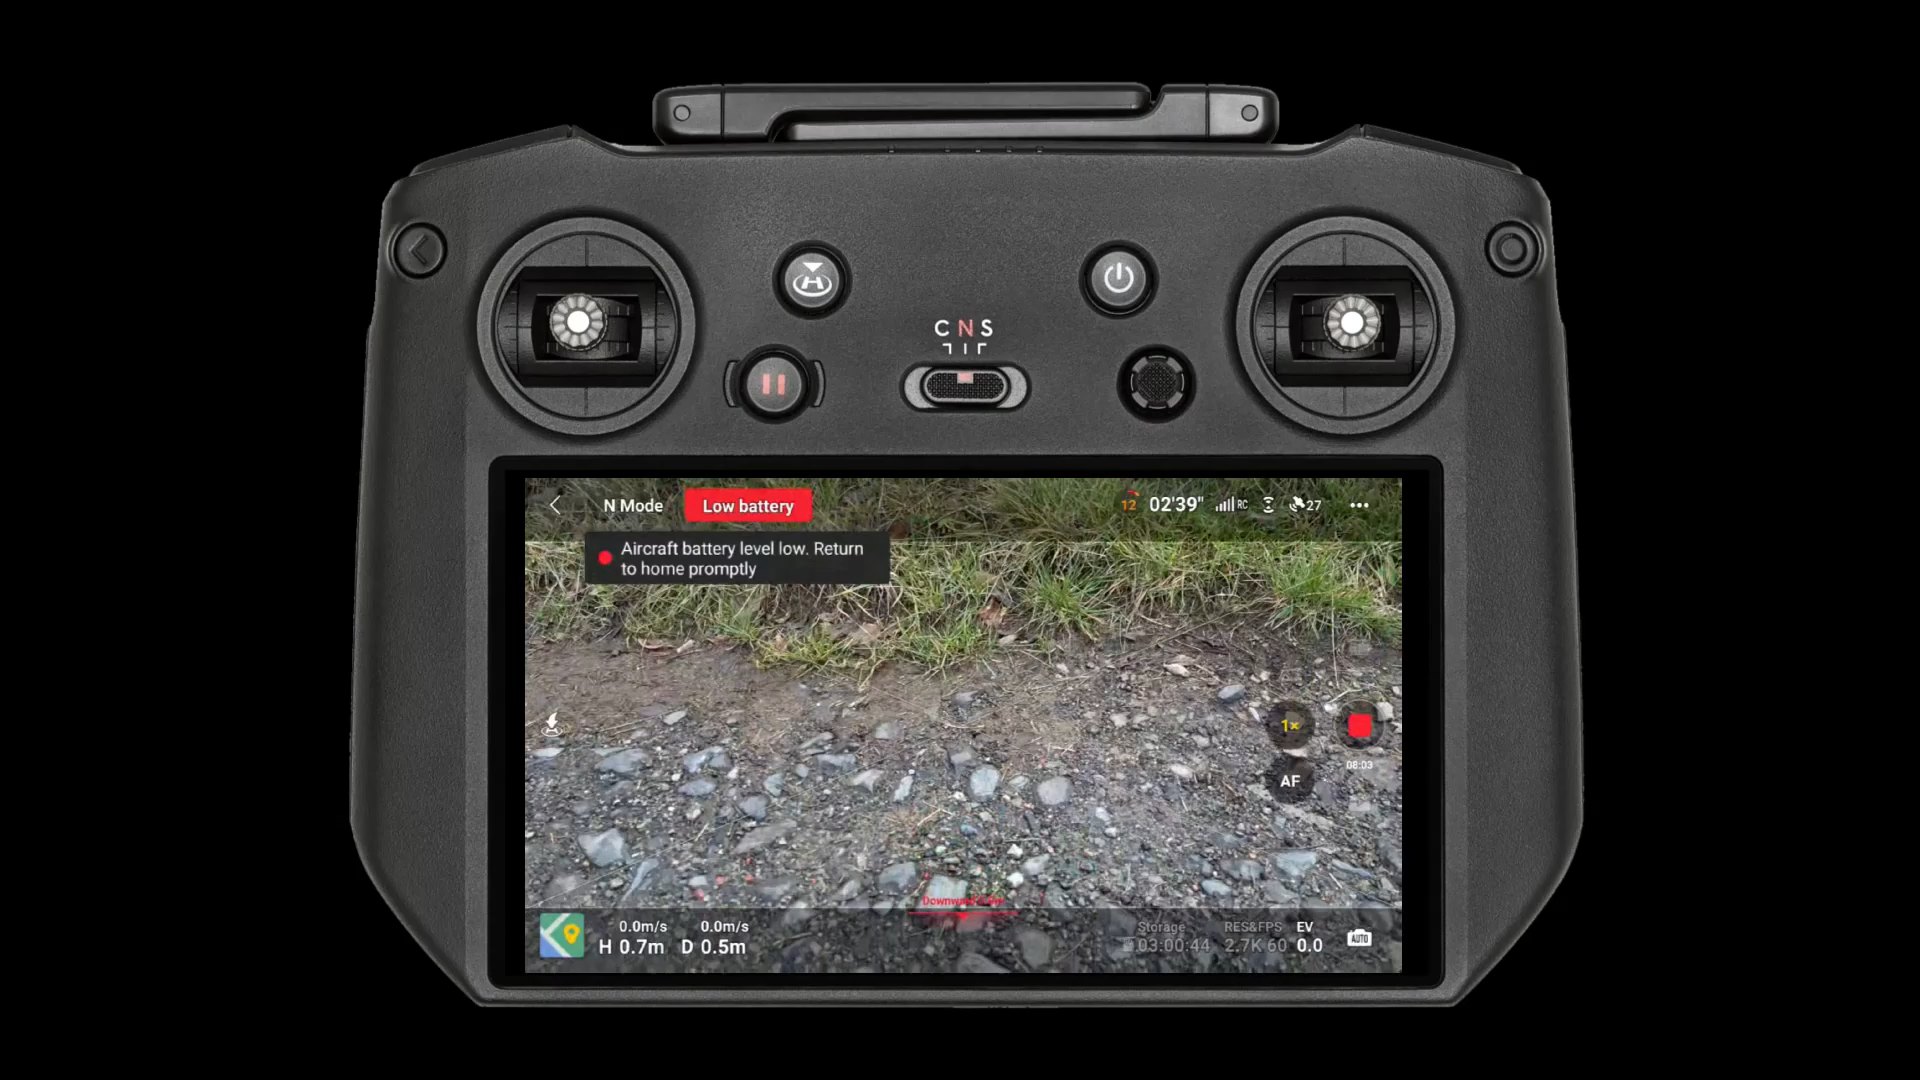 C N S
N Mode
Low battery
12
02'39"
RC
27
Aircraft battery level low. Return
to home promptly
1×
08:03
AF
0.0m/s 0.0m/s
H 0.7m D 0.5m
Storage
03:00:44
RES&FPS
2.7K 60
EV
0.0
AUTO